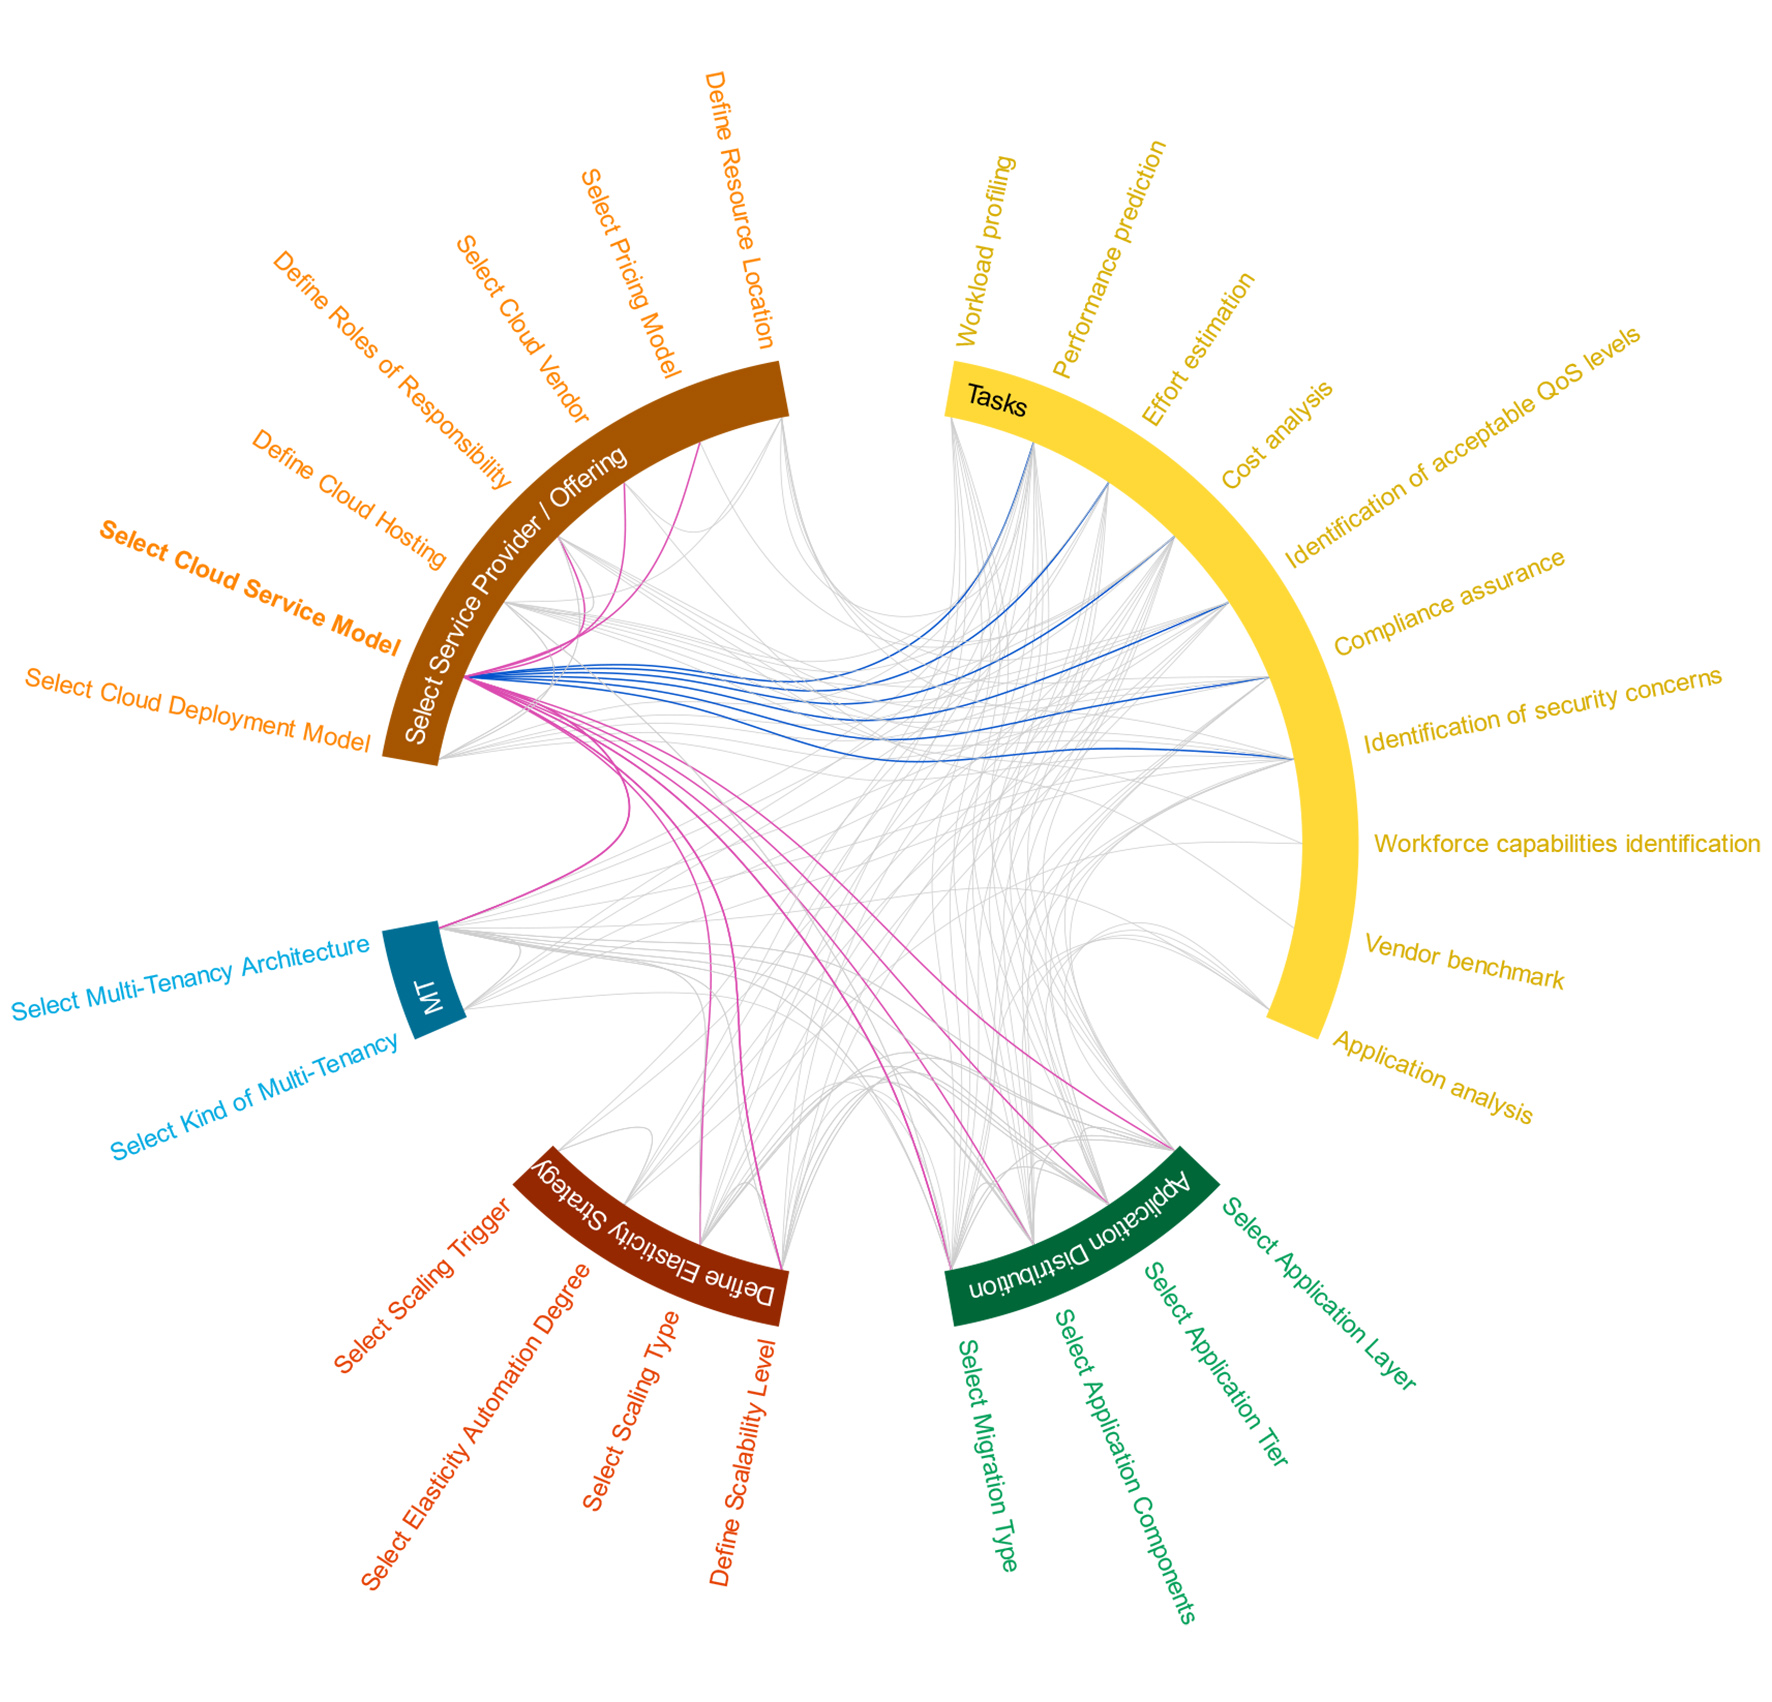 Define Resource Location
Select Pricing Model
Select Cloud Vendor
Define Roles of Responsibility
Define Cloud Hosting
Select Cloud Service Model
Select Cloud Deployment Model
Select Service Provider / Offering
Workload profiling
Performance prediction
Effort estimation
Cost analysis
Identification of acceptable QoS levels
Compliance assurance
Identification of security concerns
Workforce capabilities identification
Vendor benchmark
Application analysis
Tasks
Select Multi-Tenancy Architecture
Select Kind of Multi-Tenancy
MT
Select Scaling Trigger
Select Elasticity Automation Degree
Select Scaling Type
Define Scalability Level
Define Elasticity Strategy
Select Migration Type
Select Application Components
Select Application Tier
Select Application Layer
Application Distribution